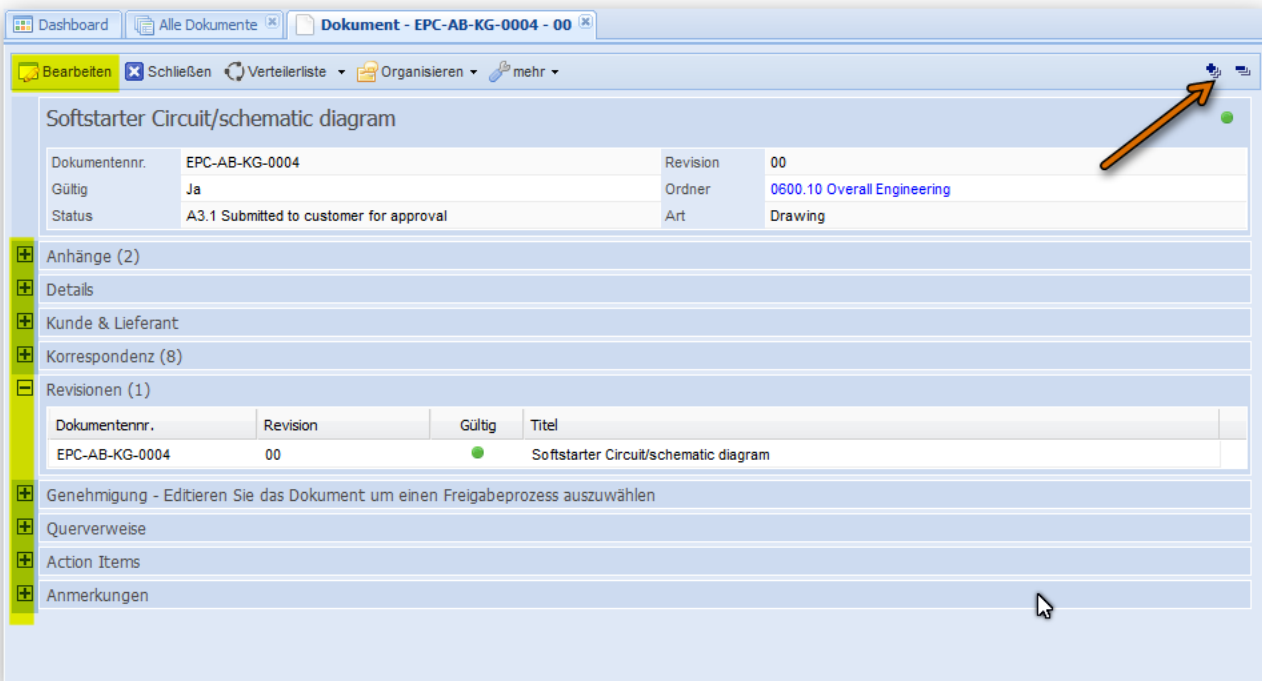 Dashboard Alle Dokumente Dokument - EPC-AB-KG-0004 - 00
Bearbeiten Schließen Verteilerliste Organisieren mehr
Softstarter Circuit/schematic diagram
Dokumentennr. EPC-AB-KG-0004 Revision 00
Gültig Ja Ordner 0600.10 Overall Engineering
Status A3.1 Submitted to customer for approval Art Drawing
Anhänge (2)
Details
Kunde & Lieferant
Korrespondenz (8)
Revisionen (1)
Dokumentennr. Revision Gültig Titel
EPC-AB-KG-0004 00 Softstarter Circuit/schematic diagram
Genehmigung - Editieren Sie das Dokument um einen Freigabeprozess auszuwählen
Querverweise
Action Items
Anmerkungen